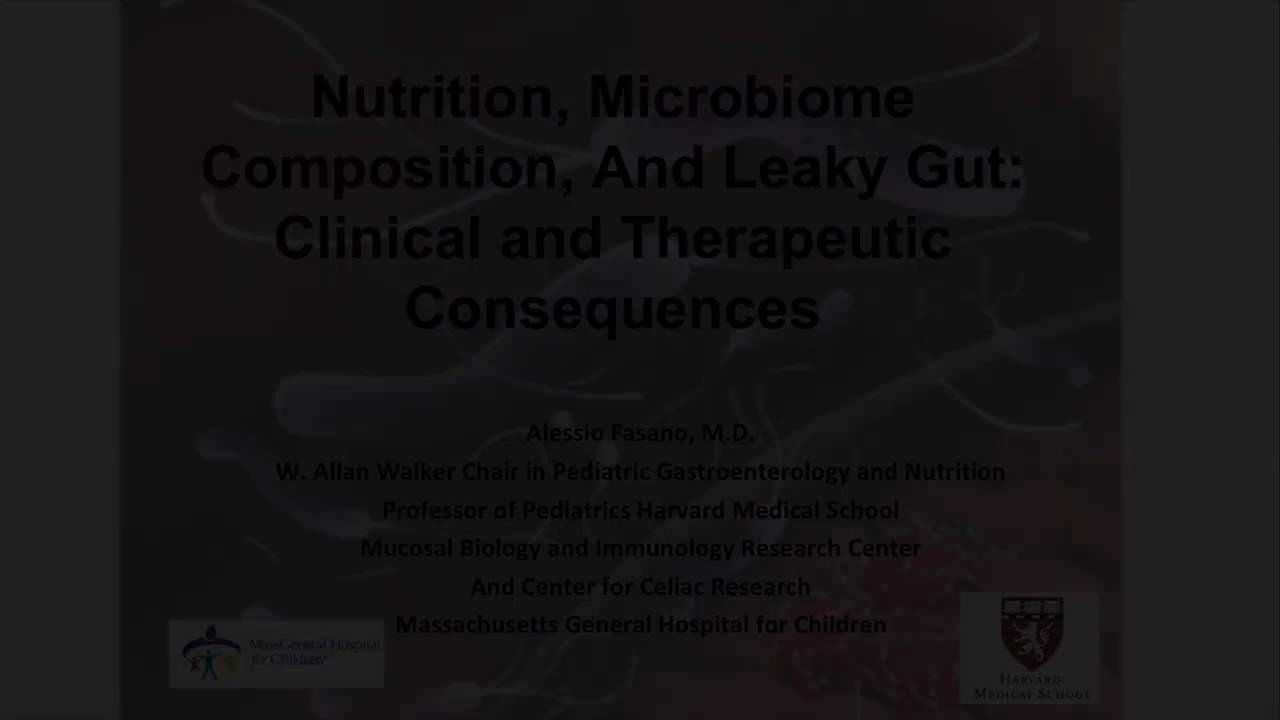 Nutrition, Microbiome
Composition, And Leaky Gut:
Clinical and Therapeutic
Consequences
Alessio Fasano, M.D.
W. Allan Walker Chair in Pediatric Gastroenterology and Nutrition
Professor of Pediatrics Harvard Medical School
Mucosal Biology and Immunology Research Center
And Center for Celiac Research
Massachusetts General Hospital for Children
MassGeneral Hospital
for Children
HARVARD
MEDICAL SCHOOL